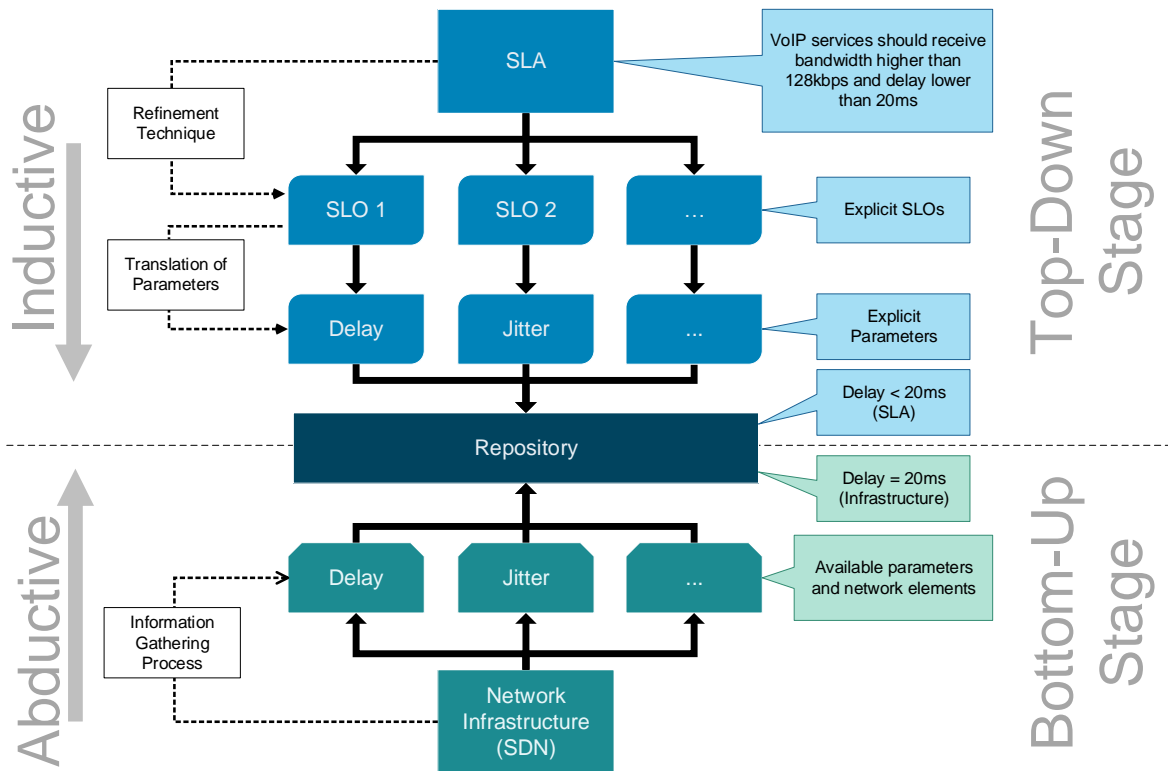 SLA
VoIP services should receive
bandwidth higher than
128kbps and delay lower
than 20ms
Refinement
Technique
Inductive
Top-Down
Stage
SLO 1
SLO 2
...
Explicit SLOs
Translation of
Parameters
Delay
Jitter
...
Explicit
Parameters
Delay < 20ms
(SLA)
Repository
Delay = 20ms
(Infrastructure)
Abductive
Bottom-Up
Stage
Delay
Jitter
...
Available parameters
and network elements
Information
Gathering
Process
Network
Infrastructure
(SDN)